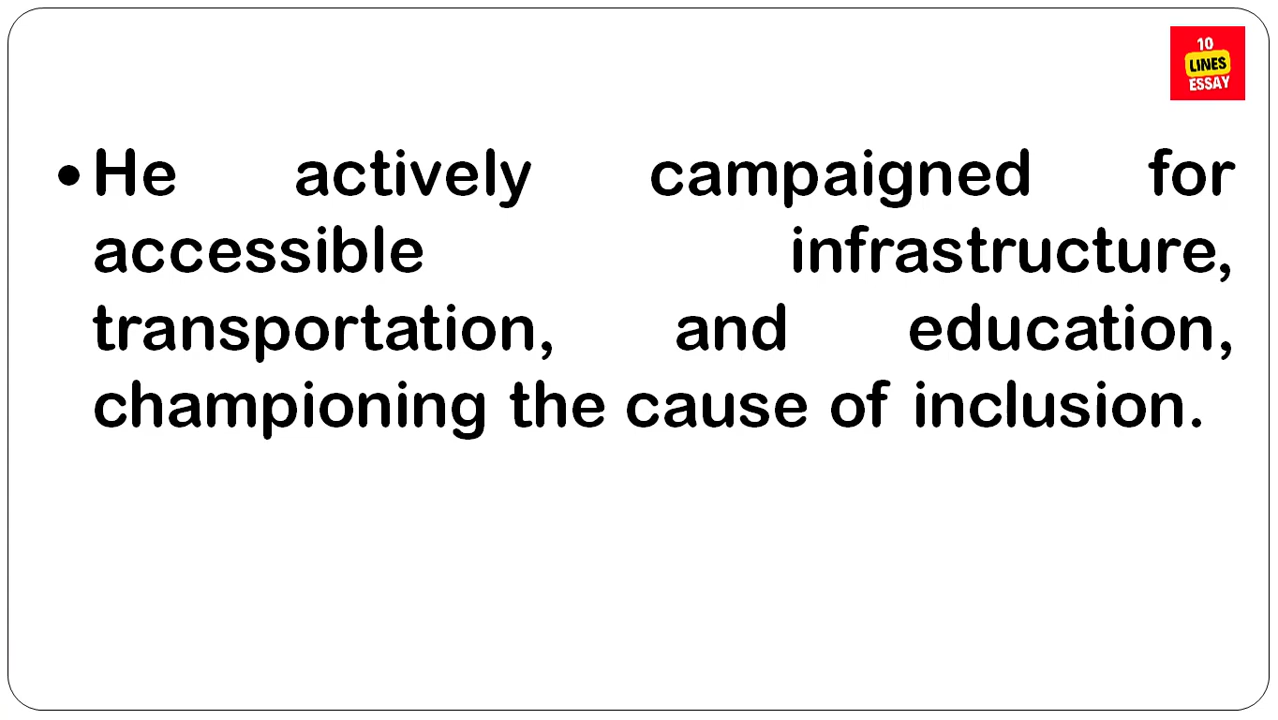 10
LINES
ESSAY
•He actively campaigned for
accessible infrastructure,
transportation, and education,
championing the cause of inclusion.